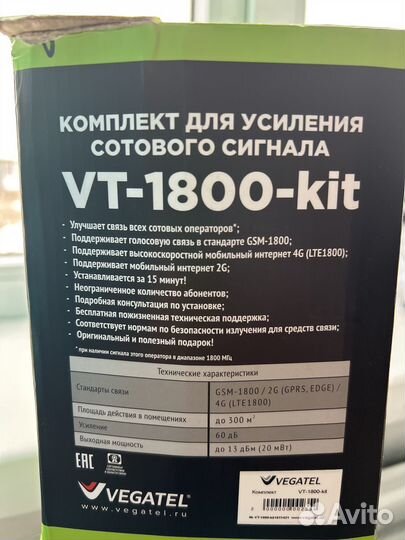 КОМПЛЕКТ ДЛЯ УСИЛЕНИЯ
СОТОВОГО СИГНАЛА
VT-1800-kit
- Улучшает связь всех сотовых операторов*;
- Поддерживает голосовую связь в стандарте GSM-1800;
- Поддерживает высокоскоростной мобильный интернет 4G (LTE1800);
- Поддерживает мобильный интернет 2G;
- Устанавливается за 15 минут!
- Неограниченное количество абонентов;
- Подробная консультация по установке;
- Бесплатная пожизненная техническая поддержка;
- Соответствует нормам по безопасности излучения для средств связи;
- Оригинальный и полезный подарок!
* при наличии сигнала этого оператора в диапазоне 1800 МГц
Технические характеристики
Стандарты связи
GSM-1800 / 2G (GPRS, EDGE) /
4G (LTE1800)
Площадь действия в помещениях
до 300 м²
Усиление
60 дБ
Выходная мощность
до 13 дБм (20 мВт)
EAC
VEGATEL®
www.vegatel.ru
VEGATEL
Комплект
VT-1800-kit
Avito